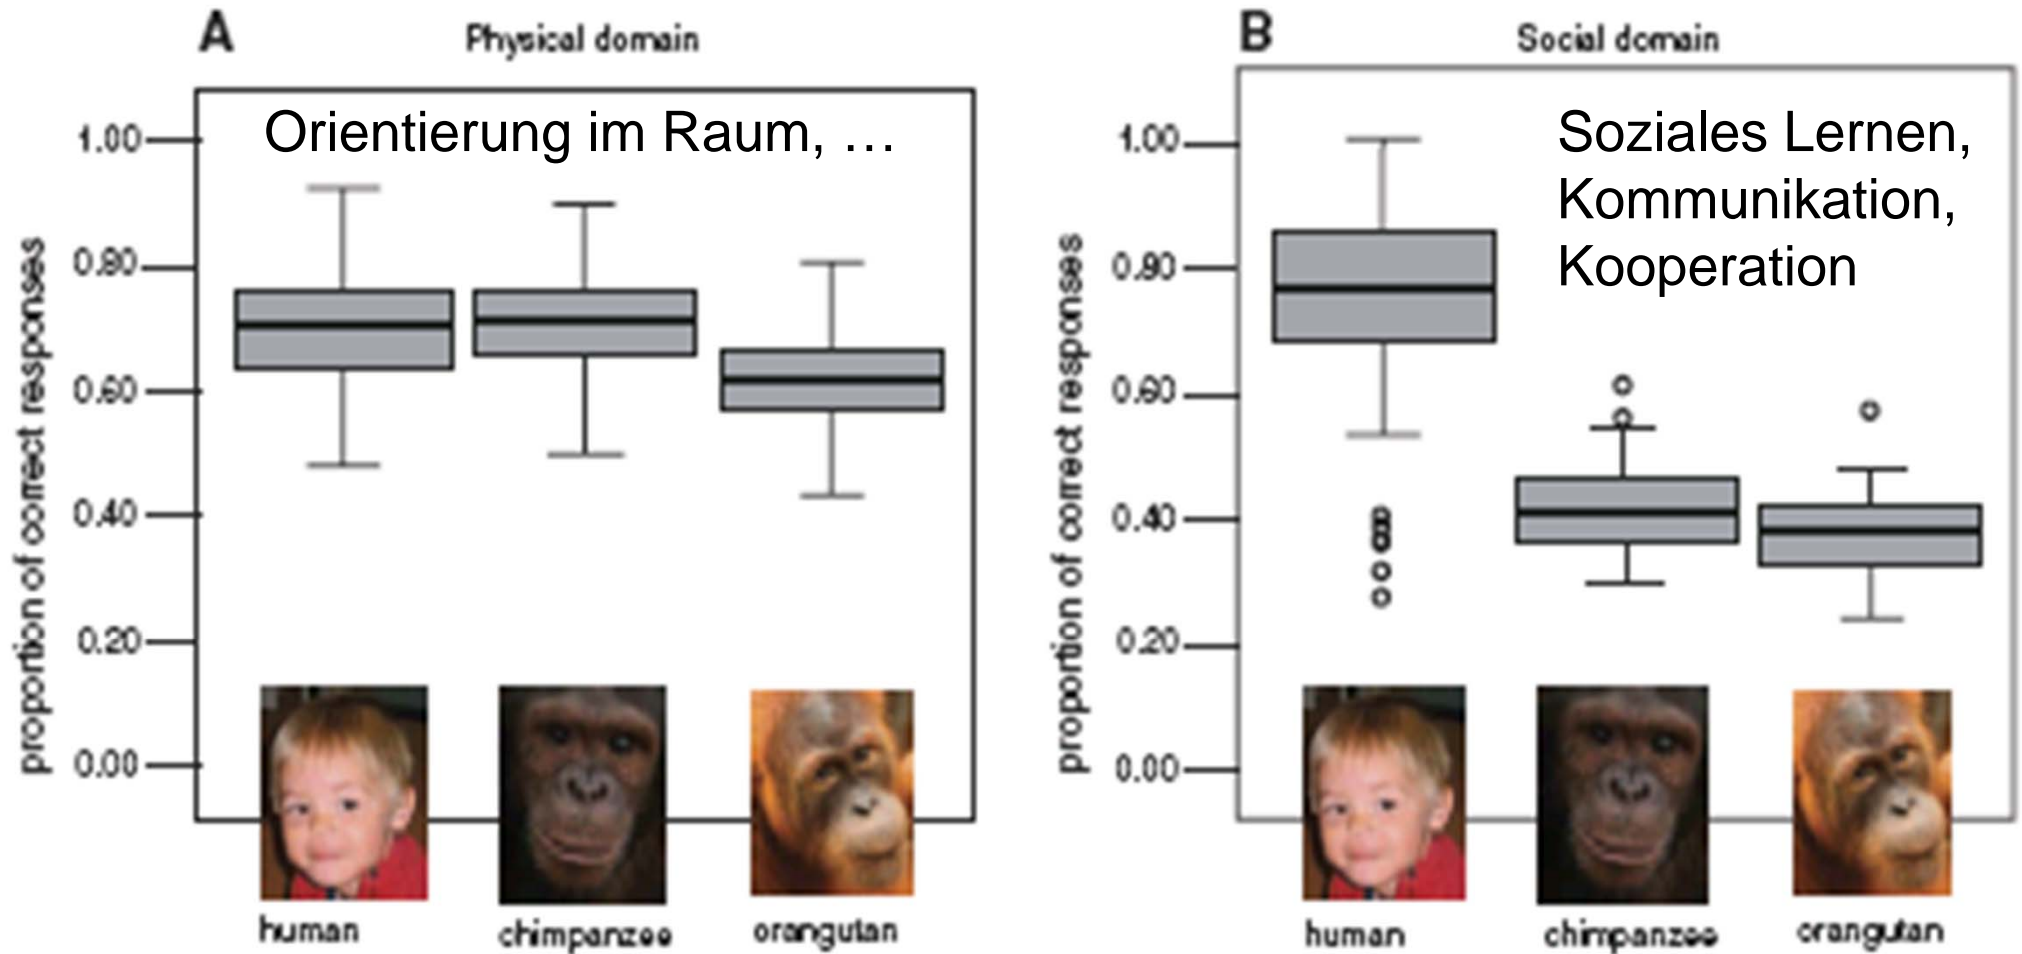 A
Physical domain
Orientierung im Raum, …
1.00
0.80
0.60
0.40
0.20
0.00
proportion of correct responses
human
chimpanzee
orangutan
B
Social domain
Soziales Lernen,
Kommunikation,
Kooperation
1.00
0.80
0.60
0.40
0.20
0.00
proportion of correct responses
human
chimpanzee
orangutan